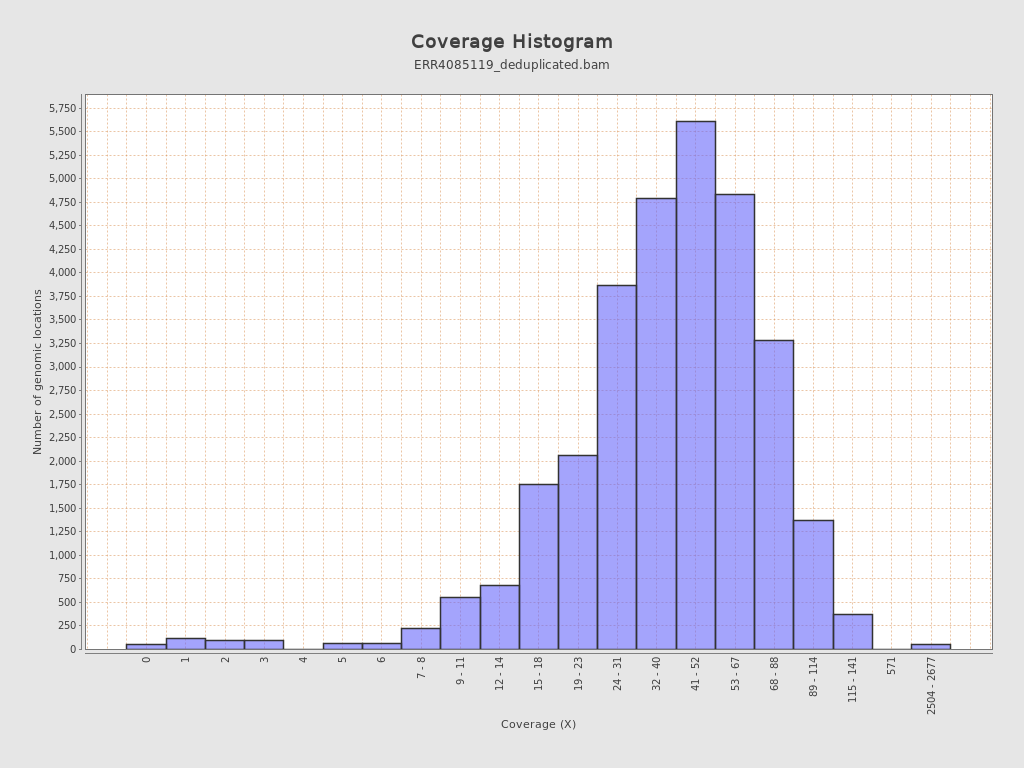 Coverage Histogram
ERR4085119_deduplicated.bam
Number of genomic locations
5,750
5,500
5,250
5,000
4,750
4,500
4,250
4,000
3,750
3,500
3,250
3,000
2,750
2,500
2,250
2,000
1,750
1,500
1,250
1,000
750
500
250
0
0
1
2
3
4
5
6
7 - 8
9 - 11
12 - 14
15 - 18
19 - 23
24 - 31
32 - 40
41 - 52
53 - 67
68 - 88
89 - 114
115 - 141
571
2504 - 2677
Coverage (X)